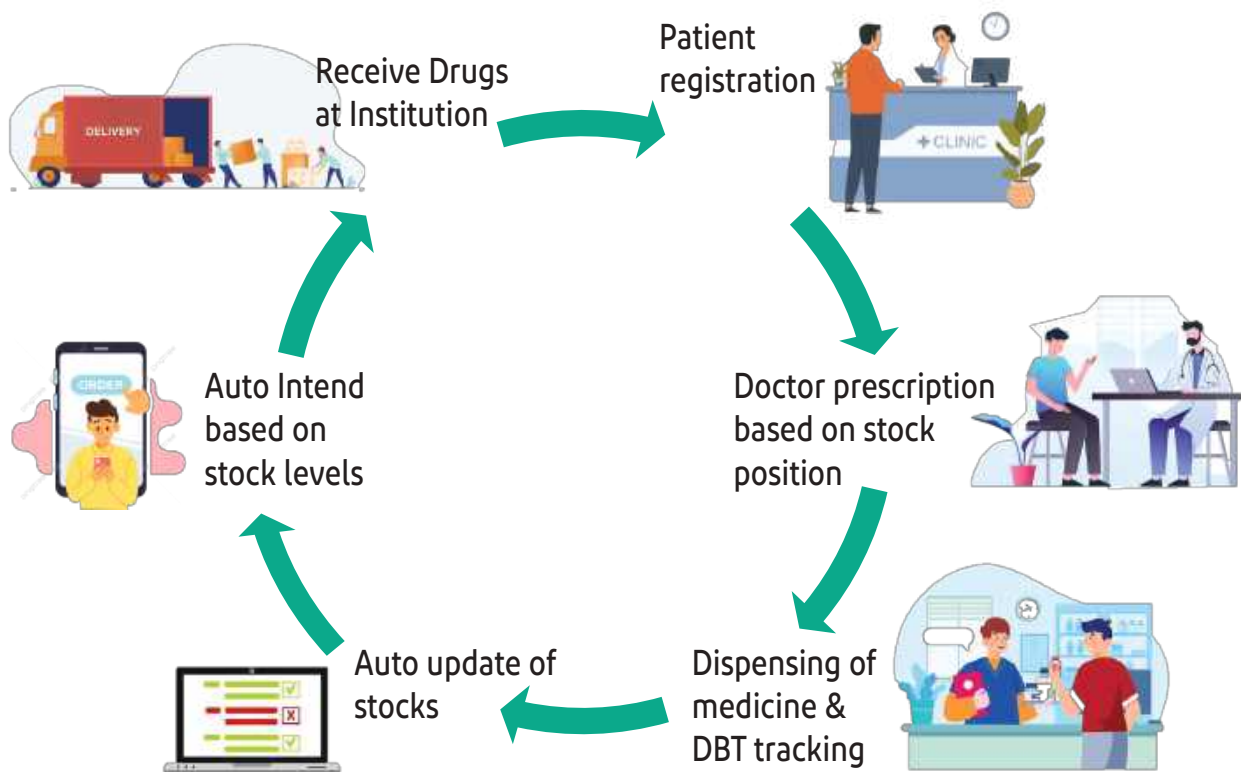 Receive Drugs
at Institution
DELIVERY
Patient
registration
+CLINIC
Doctor prescription
based on stock
position
Dispensing of
medicine &
DBT tracking
Auto update of
stocks
Auto Intend
based on
stock levels
ORDER